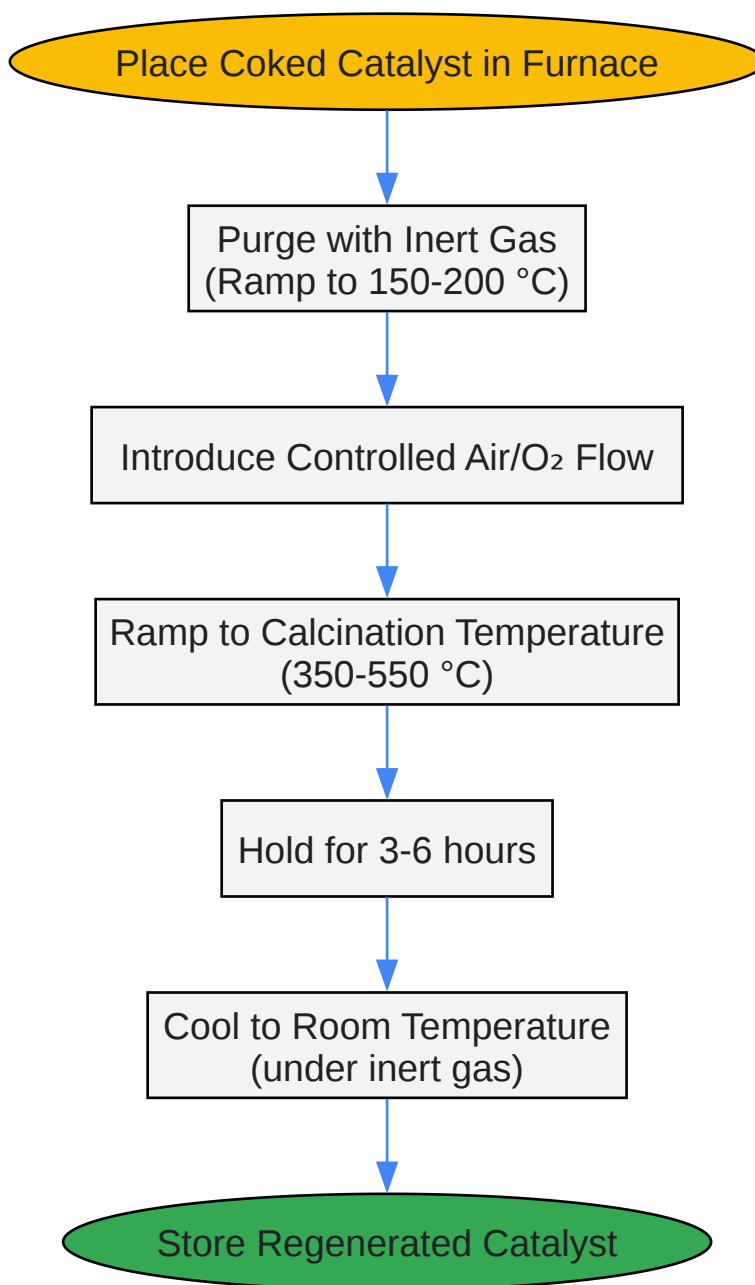 Place Coked Catalyst in Furnace
Purge with Inert Gas
(Ramp to 150-200 °C)
Introduce Controlled Air/O₂ Flow
Ramp to Calcination Temperature
(350-550 °C)
Hold for 3-6 hours
Cool to Room Temperature
(under inert gas)
Store Regenerated Catalyst